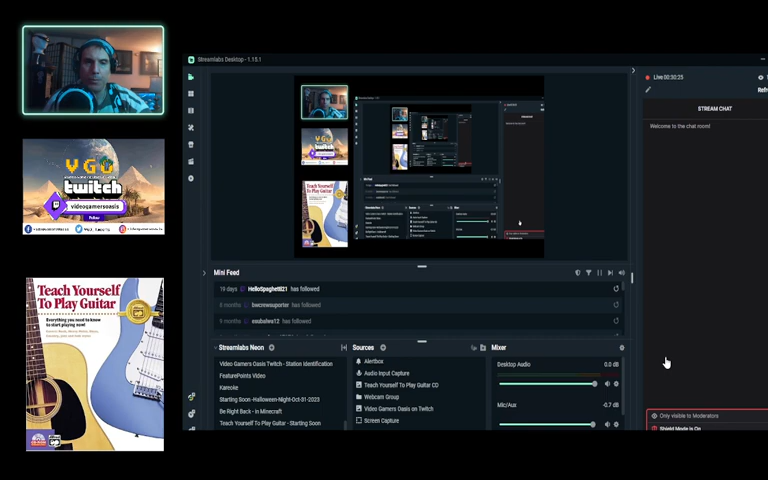 Streamlabs Desktop - 1.15.1
Live 00:30:25
STREAM CHAT
Welcome to the chat room!
VGO
twitch
videogamersoasis
Follow
Teach Yourself
To Play Guitar
Everything you need to know
to start playing now!
Mini Feed
19 days HelloSpaghetti21 has followed
6 months bwcrewsuporter has followed
9 months esubalwa12 has followed
Streamlabs Neon
Video Gamers Oasis Twitch - Station Identification
FeaturePoints Video
Karaoke
Starting Soon -Halloween-Night-Oct-31-2023
Be Right Back - in Minecraft
Teach Yourself To Play Guitar - Starting Soon
Sources
Alertbox
Audio Input Capture
Teach Yourself To Play Guitar CD
Webcam Group
Video Gamers Oasis on Twitch
Screen Capture
Mixer
Desktop Audio 0.0 dB
Mic/Aux -0.7 dB
Only visible to Moderators
Shield Mode is On